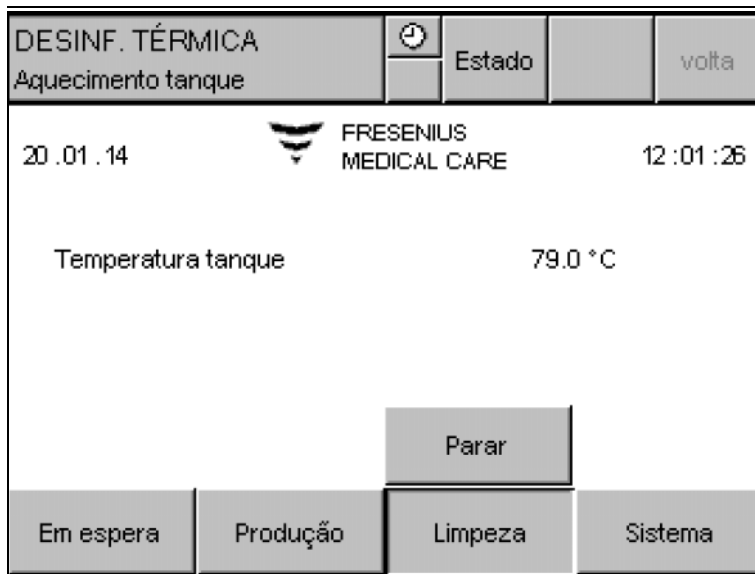 DESINF. TÉRMICA
Aquecimento tanque
Estado
volta
20 .01 .14
FRESENIUS
MEDICAL CARE
12 :01 :26
Temperatura tanque
79.0 °C
Parar
Em espera
Produção
Limpeza
Sistema